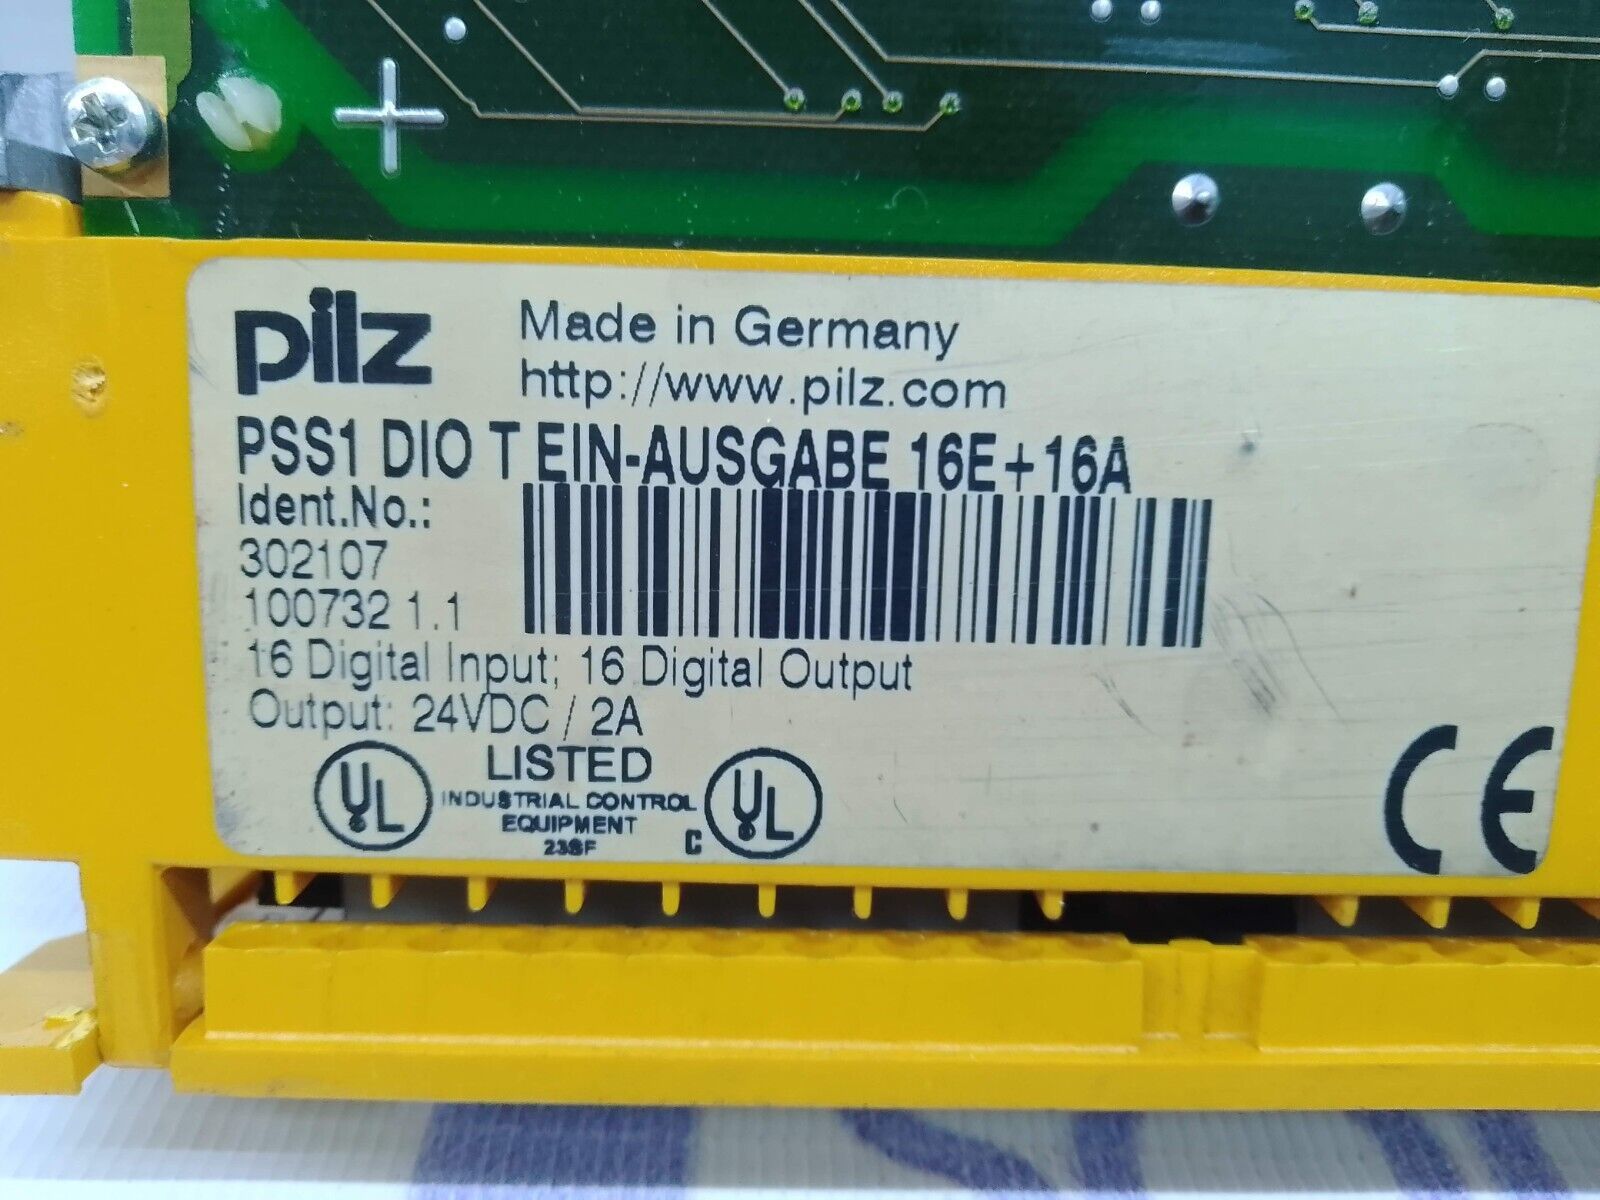 pilz
Made in Germany
http://www.pilz.com
PSS1 DIO T EIN-AUSGABE 16E+16A
Ident.No.:
302107
100732 1.1
16 Digital Input; 16 Digital Output
Output: 24VDC / 2A
UL LISTED C UL
INDUSTRIAL CONTROL
EQUIPMENT
23SF
CE